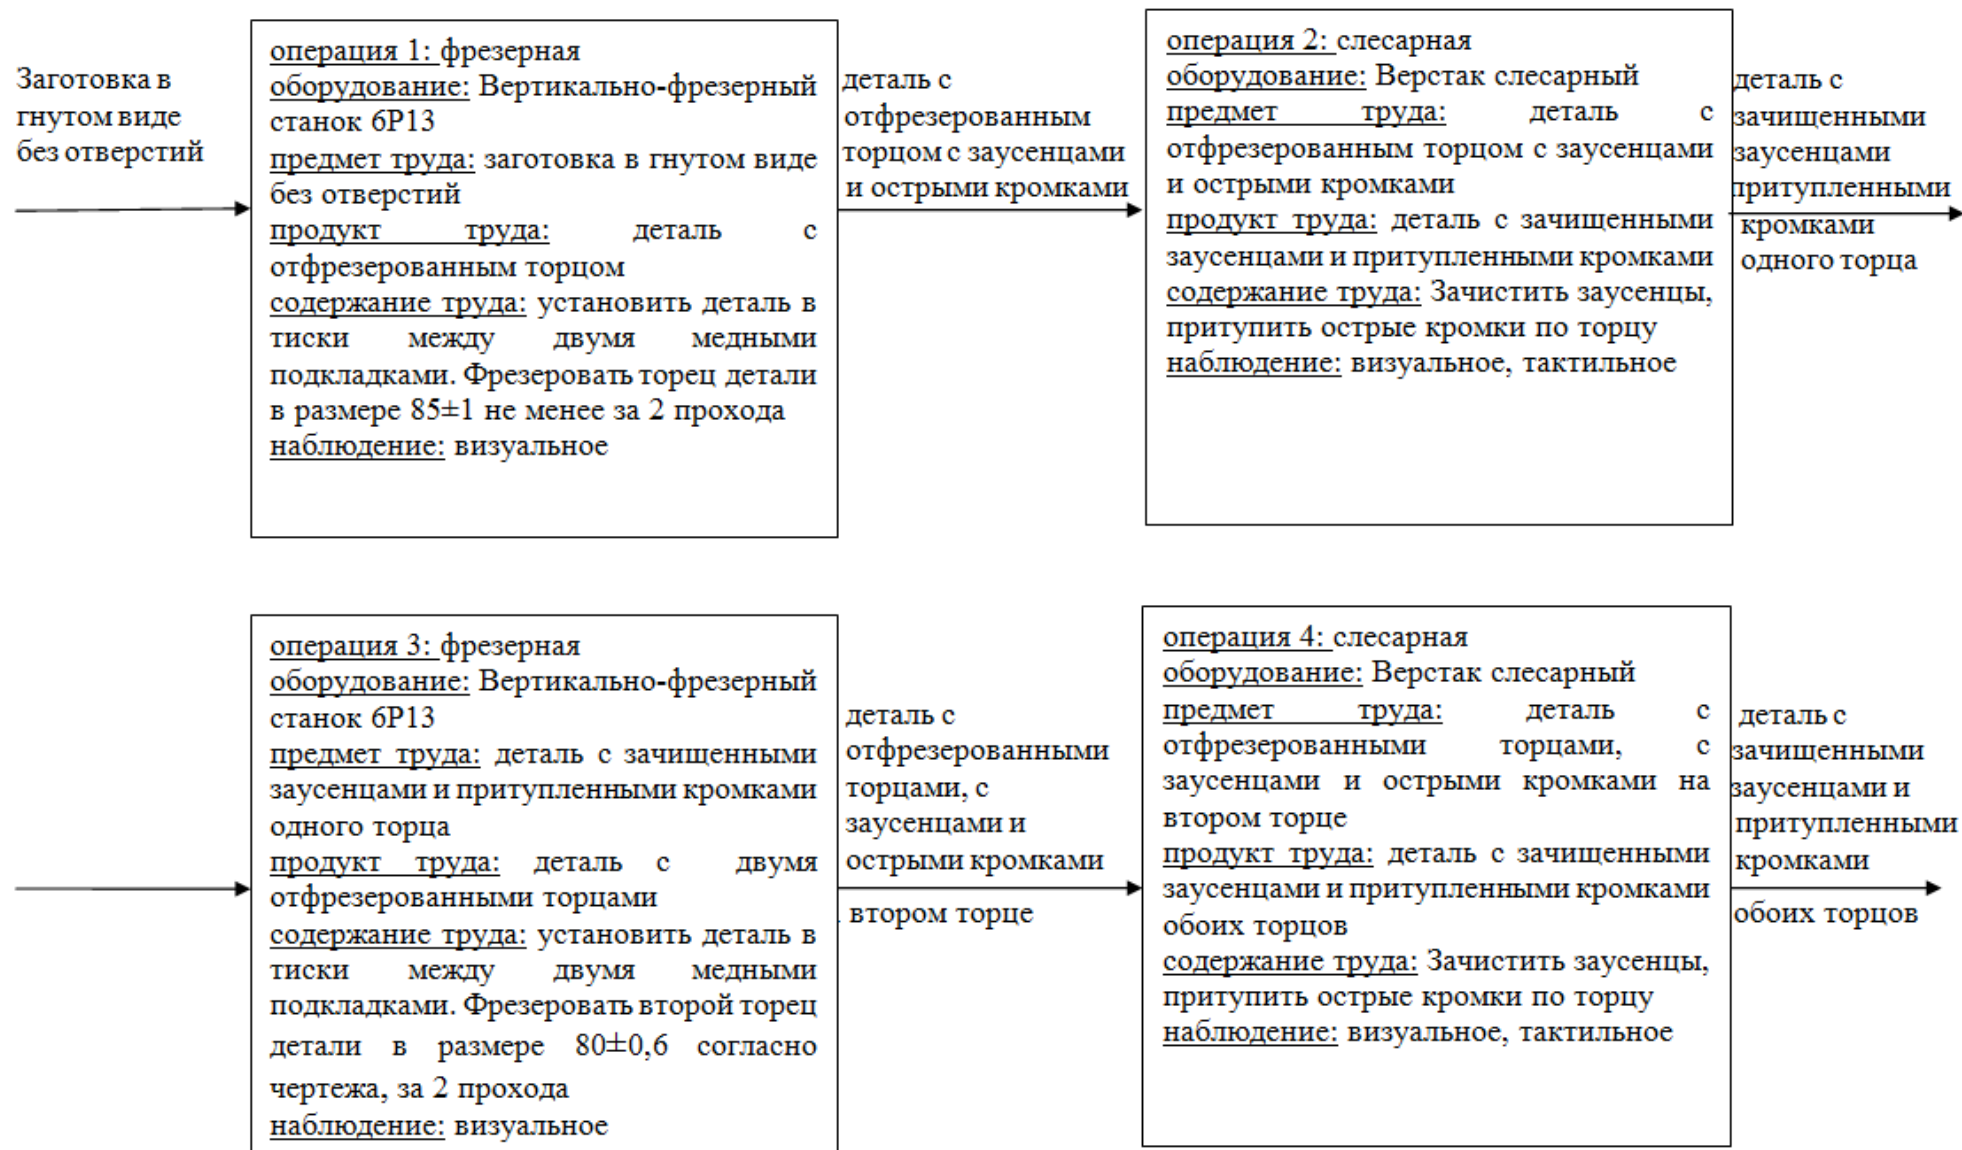 Заготовка в
гнутом виде
без отверстий
операция 1: фрезерная
оборудование: Вертикально-фрезерный
станок 6Р13
предмет труда: заготовка в гнутом виде
без отверстий
продукт труда: деталь с
отфрезерованным торцом
содержание труда: установить деталь в
тиски между двумя медными
подкладками. Фрезеровать торец детали
в размере 85±1 не менее за 2 прохода
наблюдение: визуальное
деталь с
отфрезерованным
торцом с заусенцами
и острыми кромками
операция 2: слесарная
оборудование: Верстак слесарный
предмет труда: деталь с
отфрезерованным торцом с заусенцами
и острыми кромками
продукт труда: деталь с зачищенными
заусенцами и притупленными кромками
содержание труда: Зачистить заусенцы,
притупить острые кромки по торцу
наблюдение: визуальное, тактильное
деталь с
зачищенными
заусенцами
притупленными
кромками
одного торца
операция 3: фрезерная
оборудование: Вертикально-фрезерный
станок 6Р13
предмет труда: деталь с зачищенными
заусенцами и притупленными кромками
одного торца
продукт труда: деталь с двумя
отфрезерованными торцами
содержание труда: установить деталь в
тиски между двумя медными
подкладками. Фрезеровать второй торец
детали в размере 80±0,6 согласно
чертежа, за 2 прохода
наблюдение: визуальное
деталь с
отфрезерованными
торцами, с
заусенцами и
острыми кромками
втором торце
операция 4: слесарная
оборудование: Верстак слесарный
предмет труда: деталь с
отфрезерованными торцами, с
заусенцами и острыми кромками на
втором торце
продукт труда: деталь с зачищенными
заусенцами и притупленными кромками
обоих торцов
содержание труда: Зачистить заусенцы,
притупить острые кромки по торцу
наблюдение: визуальное, тактильное
деталь с
зачищенными
заусенцами и
притупленными
кромками
обоих торцов